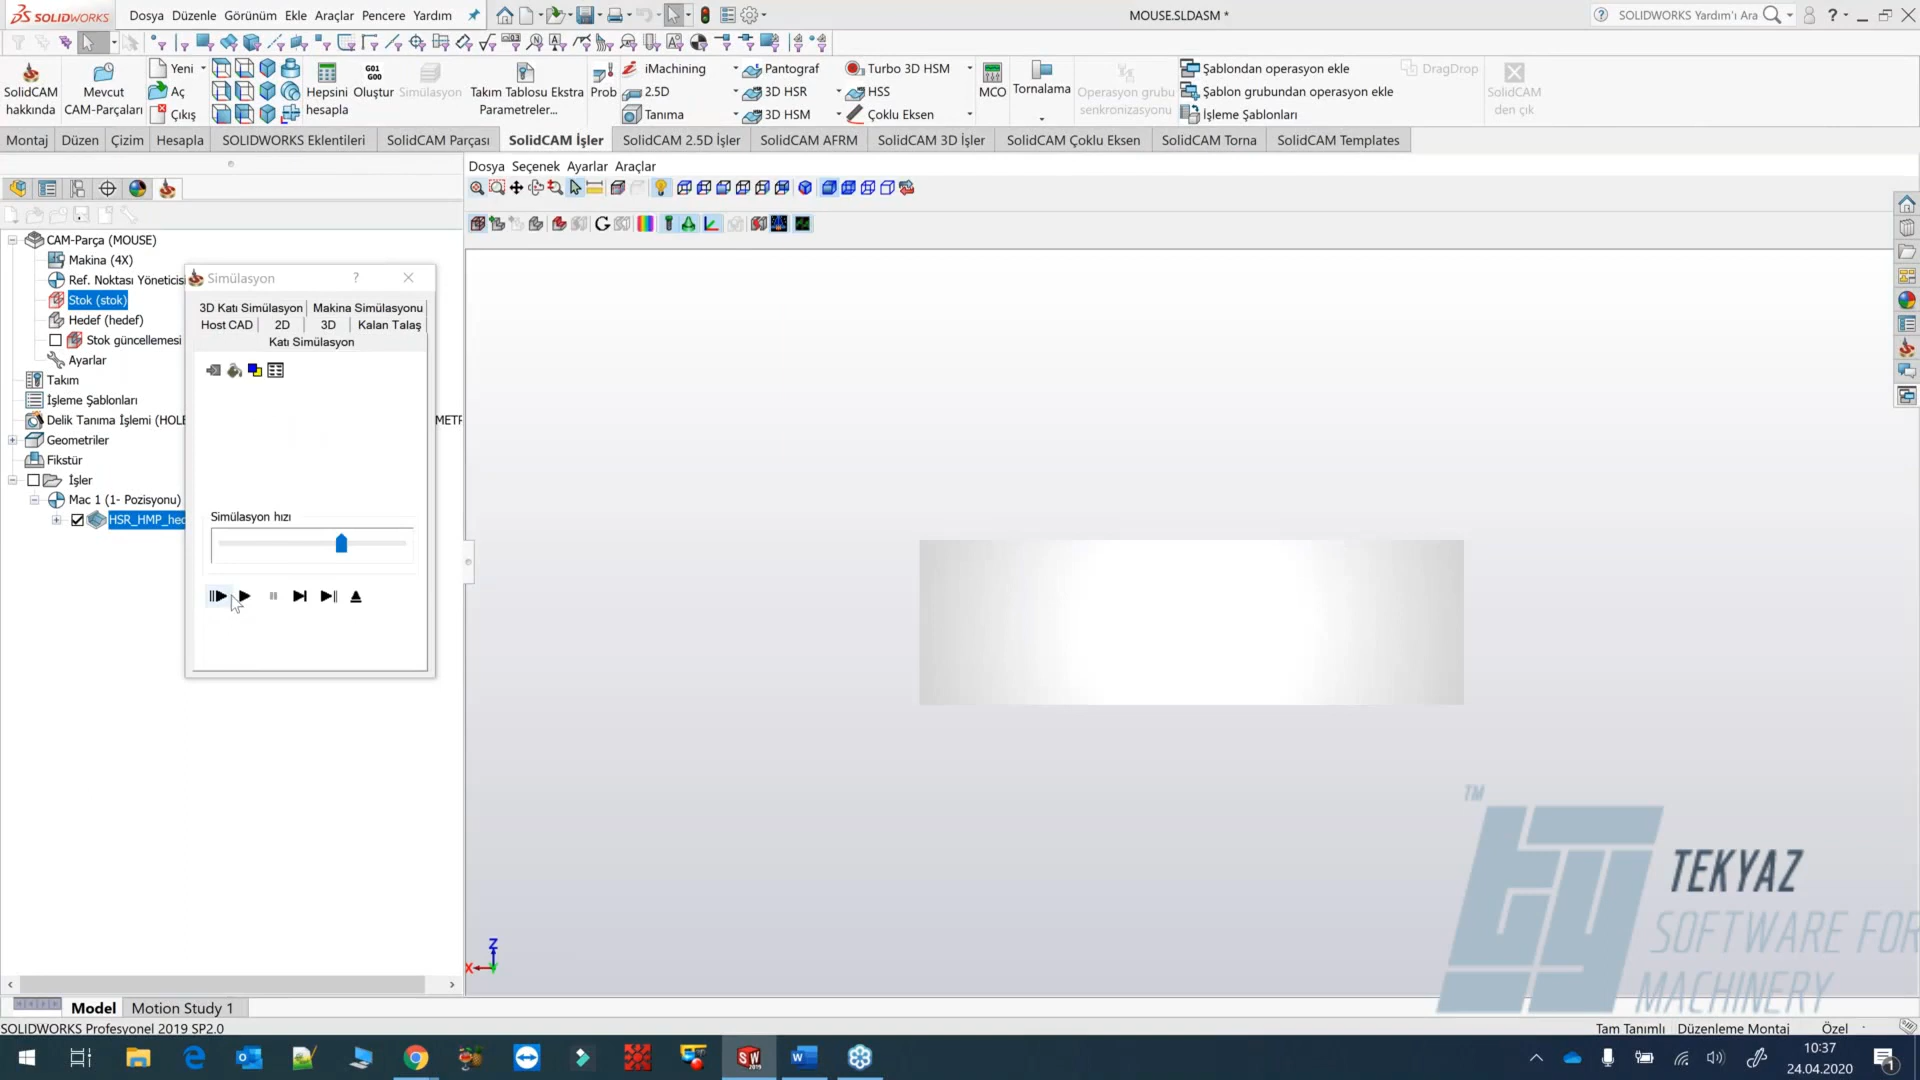 SOLIDWORKS Dosya Düzenle Görünüm Ekle Araçlar Pencere Yardım MOUSE.SLDASM * SOLIDWORKS Yardım'ı Ara
Yeni iMachining Pantograf Turbo 3D HSM Şablondan operasyon ekle DragDrop
SolidCAM Mevcut Aç Hepsini Oluştur Simülasyon Takım Tablosu Ekstra Prob 2.5D 3D HSR HSS MCO Tornalama Operasyon grubu Şablon grubundan operasyon ekle SolidCAM
hakkında CAM-Parçaları Çıkış hesapla Parametreler... Tanıma 3D HSM Çoklu Eksen senkronizasyonu İşleme Şablonları den çık
G01
G00
Montaj Düzen Çizim Hesapla SOLIDWORKS Eklentileri SolidCAM Parçası SolidCAM İşler SolidCAM 2.5D İşler SolidCAM AFRM SolidCAM 3D İşler SolidCAM Çoklu Eksen SolidCAM Torna SolidCAM Templates
Dosya Seçenek Ayarlar Araçlar
CAM-Parça (MOUSE)
Makina (4X)
Ref. Noktası Yöneticis
Stok (stok)
Hedef (hedef)
Stok güncellemesi
Ayarlar
Takım
İşleme Şablonları
Delik Tanıma İşlemi (HOLE METR
Geometriler
Fikstür
İşler
Mac 1 (1- Pozisyonu)
HSR_HMP_hed
Simülasyon ?
3D Katı Simülasyon Makina Simülasyonu
Host CAD 2D 3D Kalan Talaş
Katı Simülasyon
Simülasyon hızı
Z
X
TM
TEKYAZ
SOFTWARE FOR
MACHINERY
Model Motion Study 1
SOLIDWORKS Profesyonel 2019 SP2.0 Tam Tanımlı Düzenleme Montaj Özel
10:37
24.04.2020
1